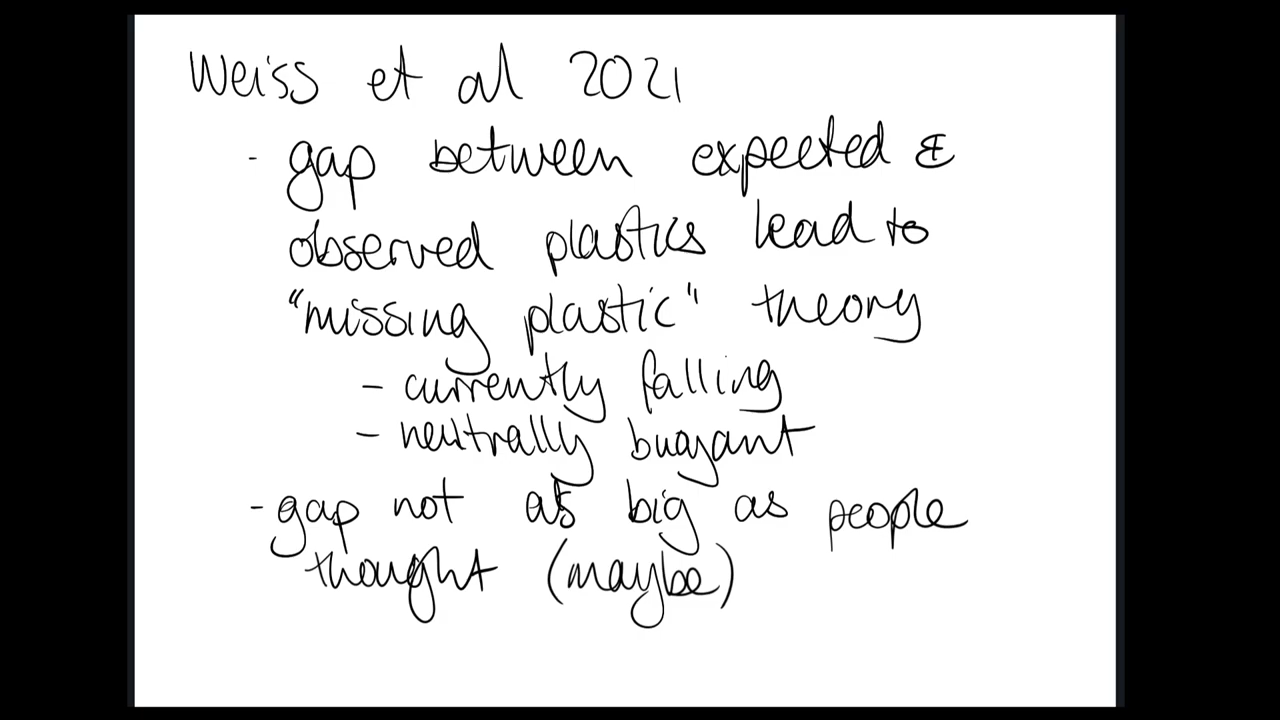 Weiss et al 2021
- gap between expected &
observed plastics lead to
"missing plastic" theory
- currently falling
- neutrally buoyant
- gap not as big as people
thought (maybe)